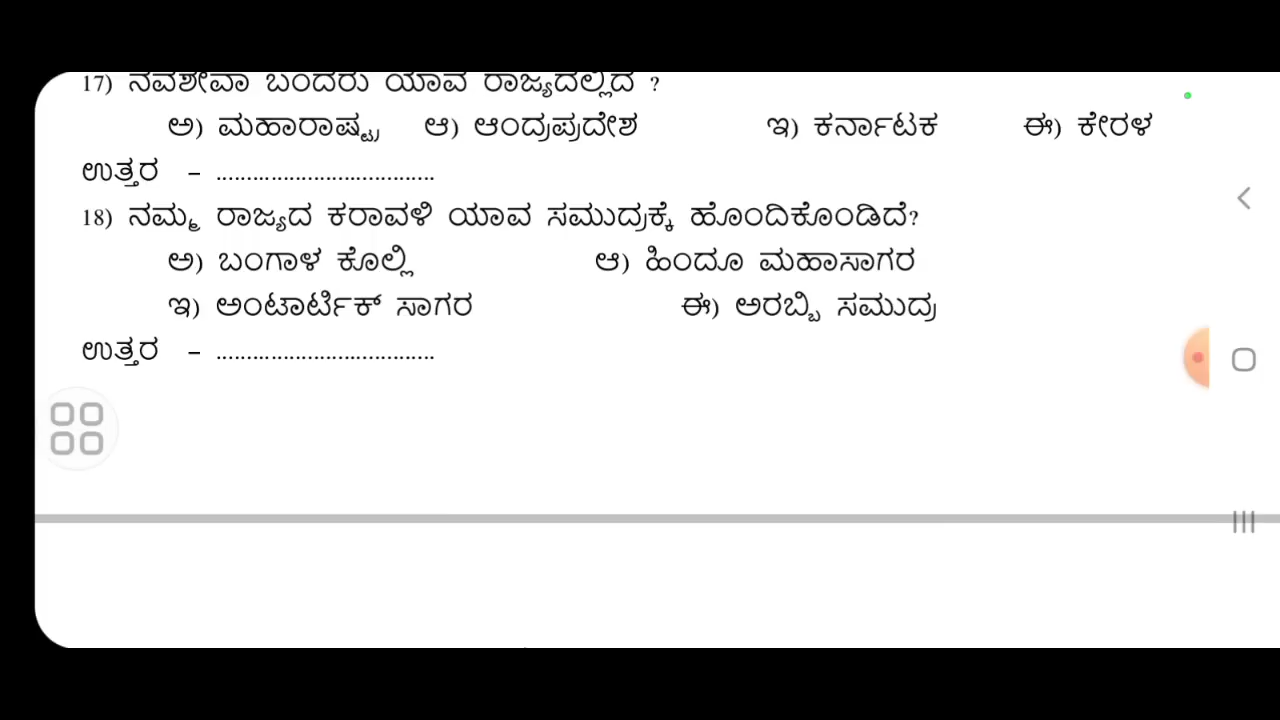 17) ನವಶೇವಾ ಬಂದರು ಯಾವ ರಾಜ್ಯದಲ್ಲಿದೆ ?
ಅ) ಮಹಾರಾಷ್ಟ್ರ ಆ) ಆಂದ್ರಪ್ರದೇಶ ಇ) ಕರ್ನಾಟಕ ಈ) ಕೇರಳ
ಉತ್ತರ – ....................................
18) ನಮ್ಮ ರಾಜ್ಯದ ಕರಾವಳಿ ಯಾವ ಸಮುದ್ರಕ್ಕೆ ಹೊಂದಿಕೊಂಡಿದೆ?
ಅ) ಬಂಗಾಳ ಕೊಲ್ಲಿ ಆ) ಹಿಂದೂ ಮಹಾಸಾಗರ
ಇ) ಅಂಟಾರ್ಟಿಕ್ ಸಾಗರ ಈ) ಅರಬ್ಬಿ ಸಮುದ್ರ
ಉತ್ತರ – ....................................